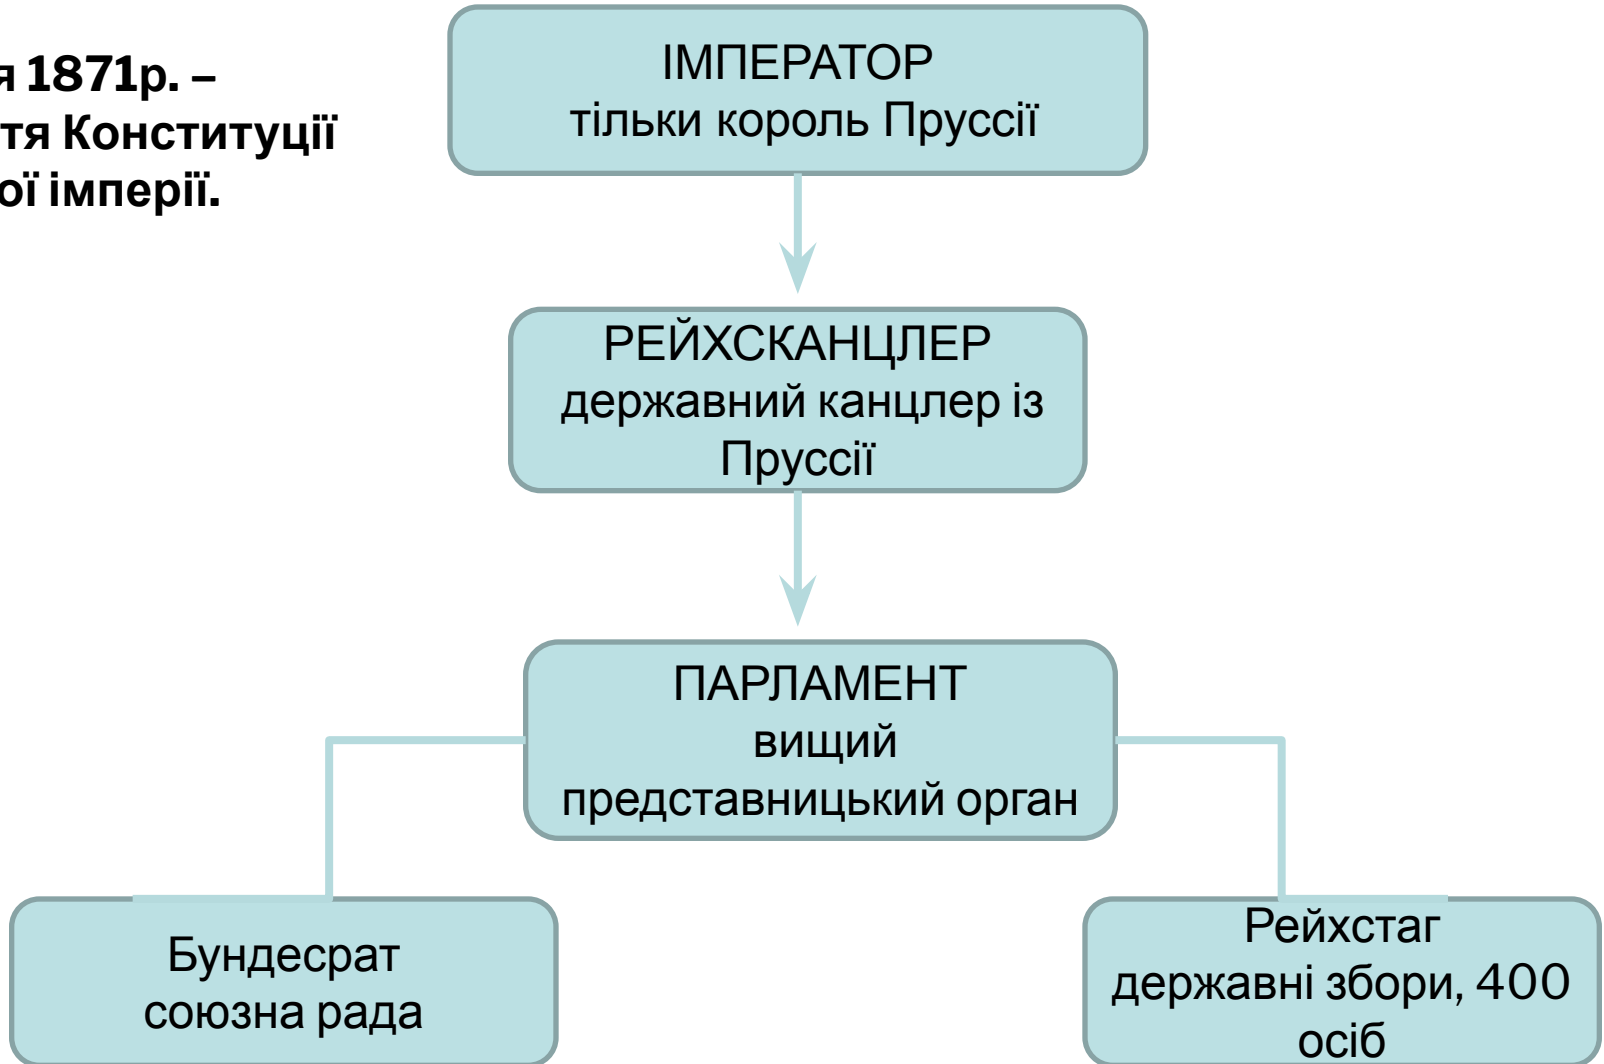 я 1871р. –
тя Конституції
ої імперії.
ІМПЕРАТОР
тільки король Пруссії
РЕЙХСКАНЦЛЕР
державний канцлер із
Пруссії
ПАРЛАМЕНТ
вищий
представницький орган
Бундесрат
союзна рада
Рейхстаг
державні збори, 400
осіб